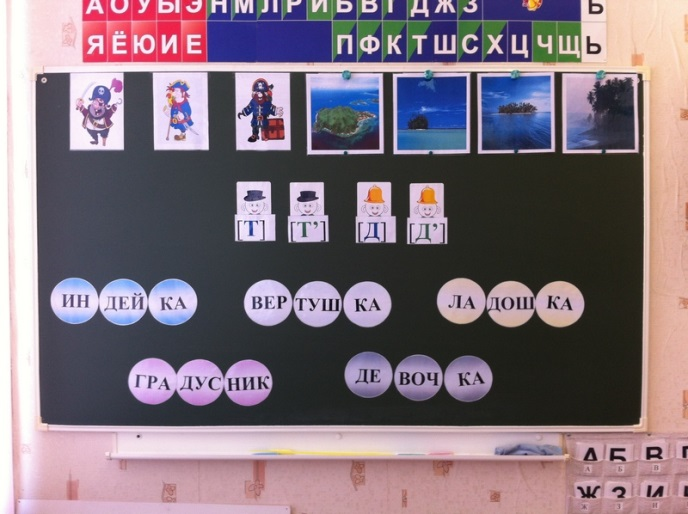 А О У Ы Э Н М Л Р Й Б В Г Д Ж З Ь
Я Ё Ю И Е П Ф К Т Ш С Х Ц Ч Щ Ь
[Т] [Т'] [Д] [Д']
ИН ДЕЙ КА ВЕР ТУШ КА ЛА ДОШ КА
ГРА ДУС НИК ДЕ ВОЧ КА
А Б В Г
Ж З И